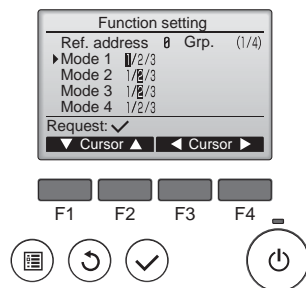 Function setting
Ref. address 0 Grp. (1/4)
Mode 1 1/2/3
Mode 2 1/2/3
Mode 3 1/2/3
Mode 4 1/2/3
Request: ✓
▼ Cursor ▲ ◀ Cursor ▶
F1 F2 F3 F4